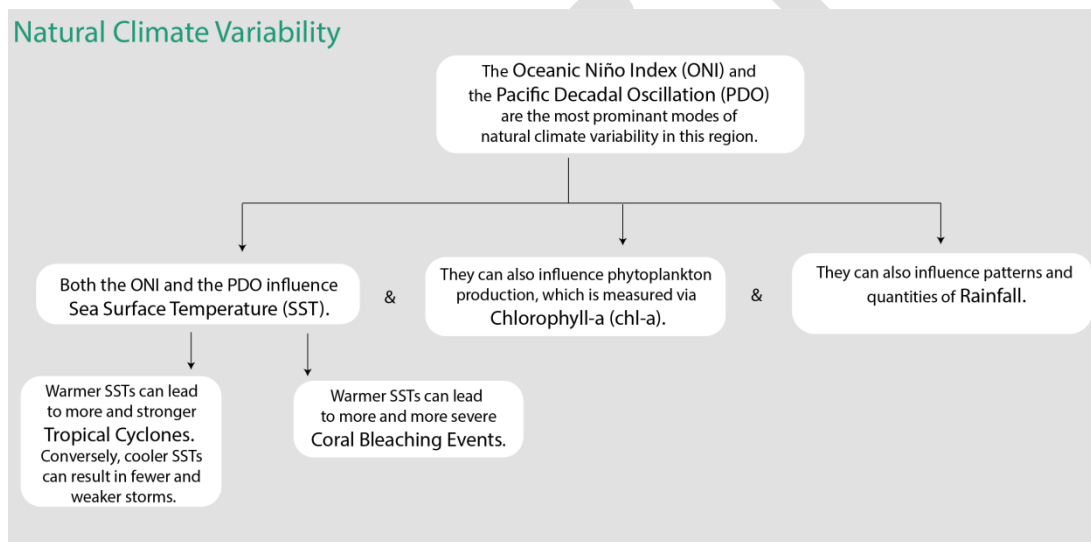 Natural Climate Variability
The Oceanic Niño Index (ONI) and
the Pacific Decadal Oscillation (PDO)
are the most prominant modes of
natural climate variability in this region.
Both the ONI and the PDO influence
Sea Surface Temperature (SST).
&
They can also influence phytoplankton
production, which is measured via
Chlorophyll-a (chl-a).
&
They can also influence patterns and
quantities of Rainfall.
Warmer SSTs can lead
to more and stronger
Tropical Cyclones.
Conversely, cooler SSTs
can result in fewer and
weaker storms.
Warmer SSTs can lead
to more and more severe
Coral Bleaching Events.